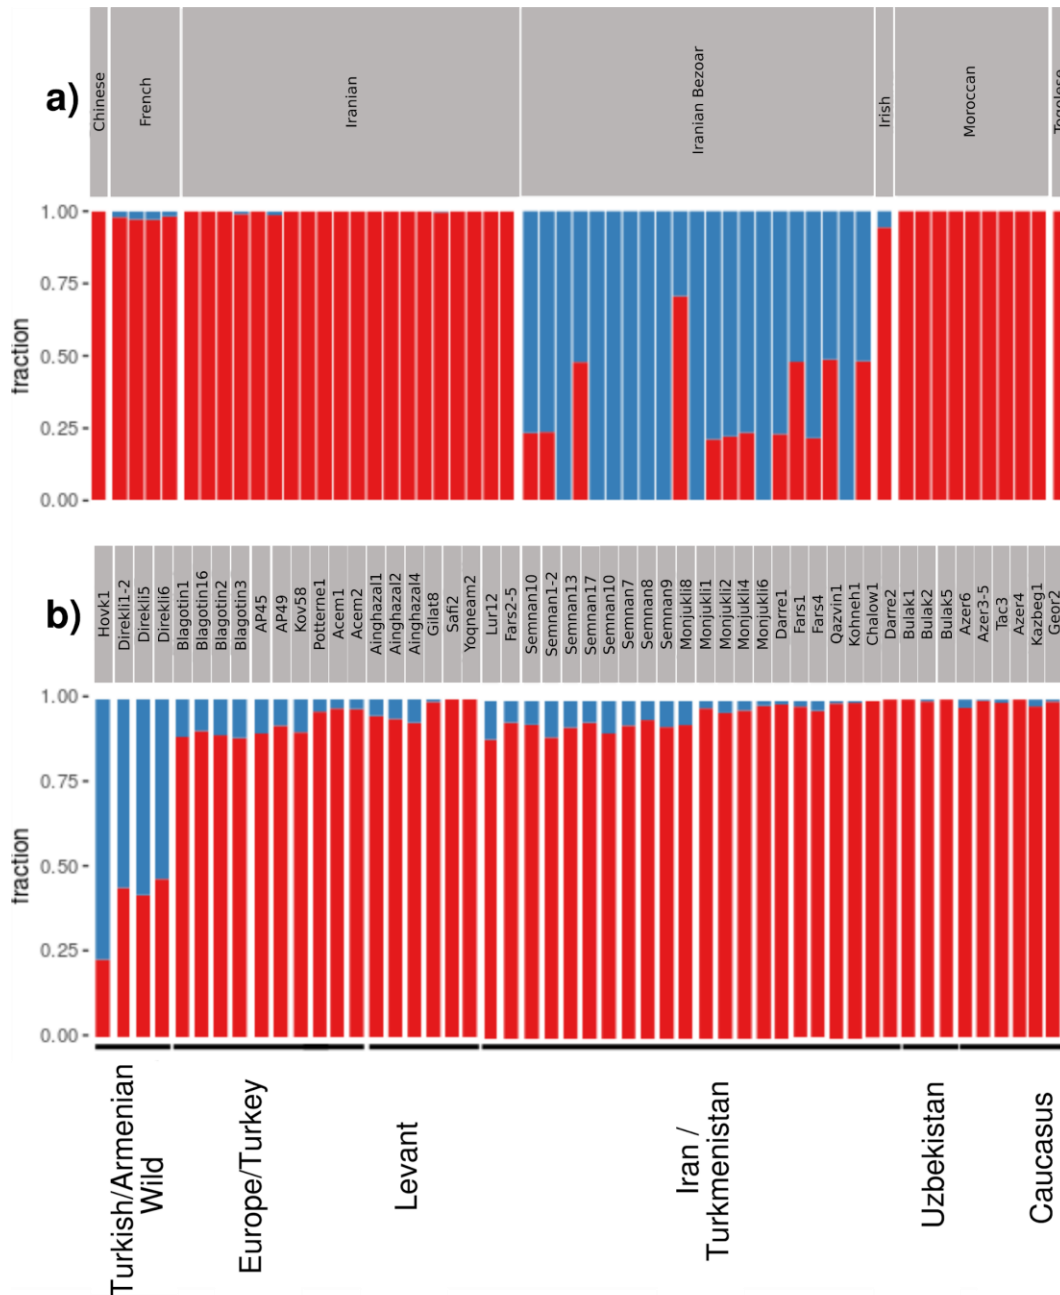 a)
Chinese
French
Iranian
Iranian Bezoar
Irish
Moroccan
fraction
1.00
0.75
0.50
0.25
0.00
b)
Hovk1
Direkli1-2
Direkli5
Direkli6
Blagotin1
Blagotin16
Blagotin2
Blagotin3
AP45
AP49
Kov58
Potterne1
Acem1
Acem2
Ainghazal1
Ainghazal2
Ainghazal4
Gilat8
Safi2
Yoqneam2
Lur12
Fars2-5
Semnan10
Semnan1-2
Semnan13
Semnan17
Semnan10
Semnan7
Semnan8
Semnan9
Monjukli8
Monjukli1
Monjukli2
Monjukli4
Monjukli6
Darre1
Fars1
Fars4
Qazvin1
Kohneh1
Chalow1
Darre2
Bulak1
Bulak2
Bulak5
Azer6
Azer3-5
Tac3
Azer4
Kazbeg1
Ger2
fraction
1.00
0.75
0.50
0.25
0.00
Turkish/Armenian
Wild
Europe/Turkey
Levant
Iran /
Turkmenistan
Uzbekistan
Caucasus